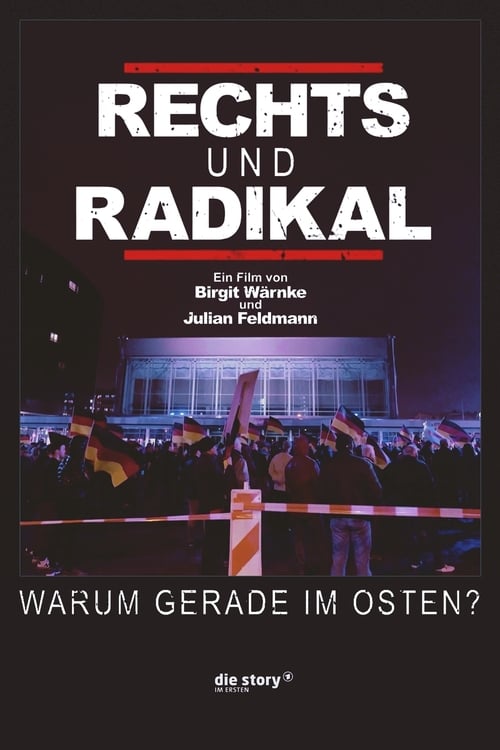 RECHTS
UND
RADIKAL
Ein Film von
Birgit Wärnke
und
Julian Feldmann
WARUM GERADE IM OSTEN?
die story
IM ERSTEN